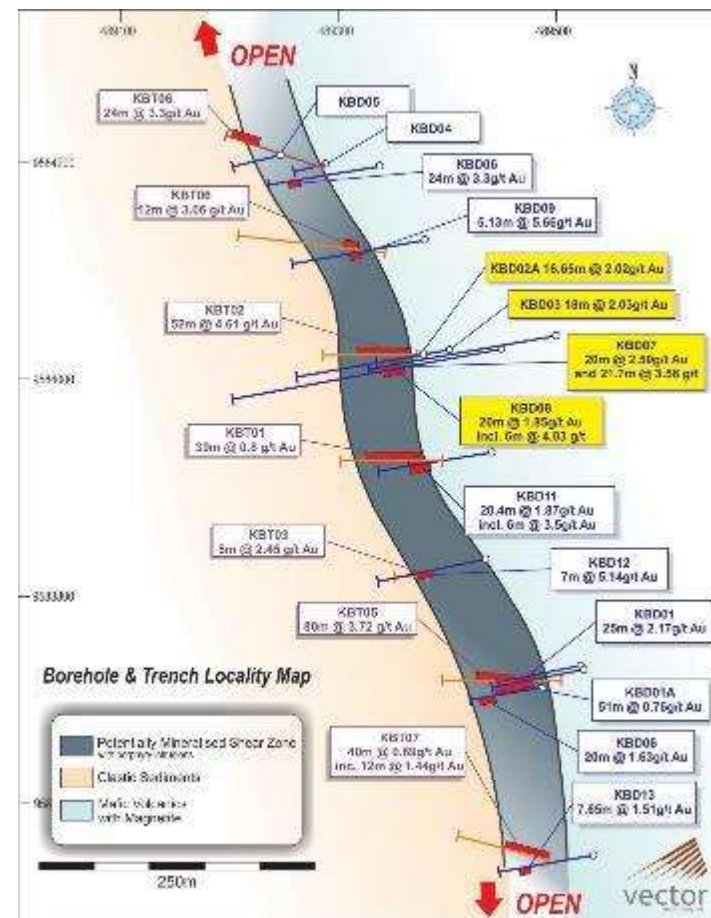 489100
489300
489500
OPEN
N
KBT06
24m @ 3.3g/t Au
KBD05
KBD04
KBD06
24m @ 3.3g/t Au
KBT08
12m @ 3.06 g/t Au
KBD09
5.13m @ 5.66g/t Au
KBD02A 16.65m @ 2.02g/t Au
KBD03 18m @ 2.03g/t Au
KBT02
52m @ 4.61 g/t Au
KBD07
20m @ 2.50g/t Au
and 21.7m @ 3.58 g/t
KBD08
20m @ 1.85g/t Au
incl. 6m @ 4.03 g/t
KBT01
39m @ 0.8 g/t Au
KBD11
20.4m @ 1.87g/t Au
incl. 6m @ 3.5g/t Au
KBT03
@ 2.45 g/t Au
KBD12
7m @ 5.14g/t Au
KBT05
80m @ 3.72 g/t Au
KBD01
25m @ 2.17g/t Au
KBD01A
51m @ 0.75g/t Au
KBD06
20m @ 1.63g/t Au
KBT07
40m @ 0.69g/t Au
inc. 12m @ 1.44g/t Au
KBD13
7.65m @ 1.51g/t Au
Borehole & Trench Locality Map
Potentially Mineralised Shear Zone
Clastic Sediments
Mafic Volcanics
with Magnetite
250m
OPEN
vector